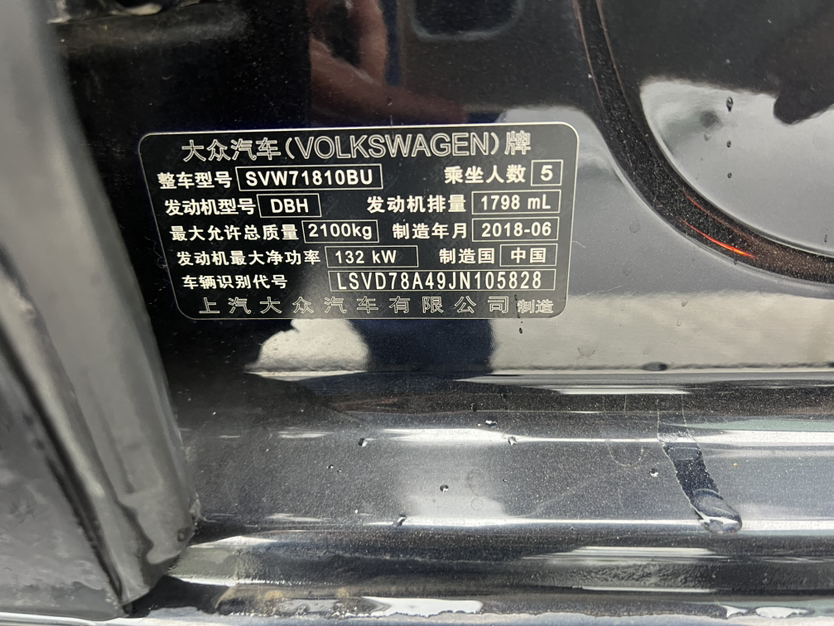 大众汽车(VOLKSWAGEN)牌
整车型号 SVW71810BU 乘坐人数 5
发动机型号 DBH 发动机排量 1798 mL
最大允许总质量 2100kg 制造年月 2018-06
发动机最大净功率 132 kW 制造国 中国
车辆识别代号 LSVD78A49JN105828
上汽大众汽车有限公司 制造